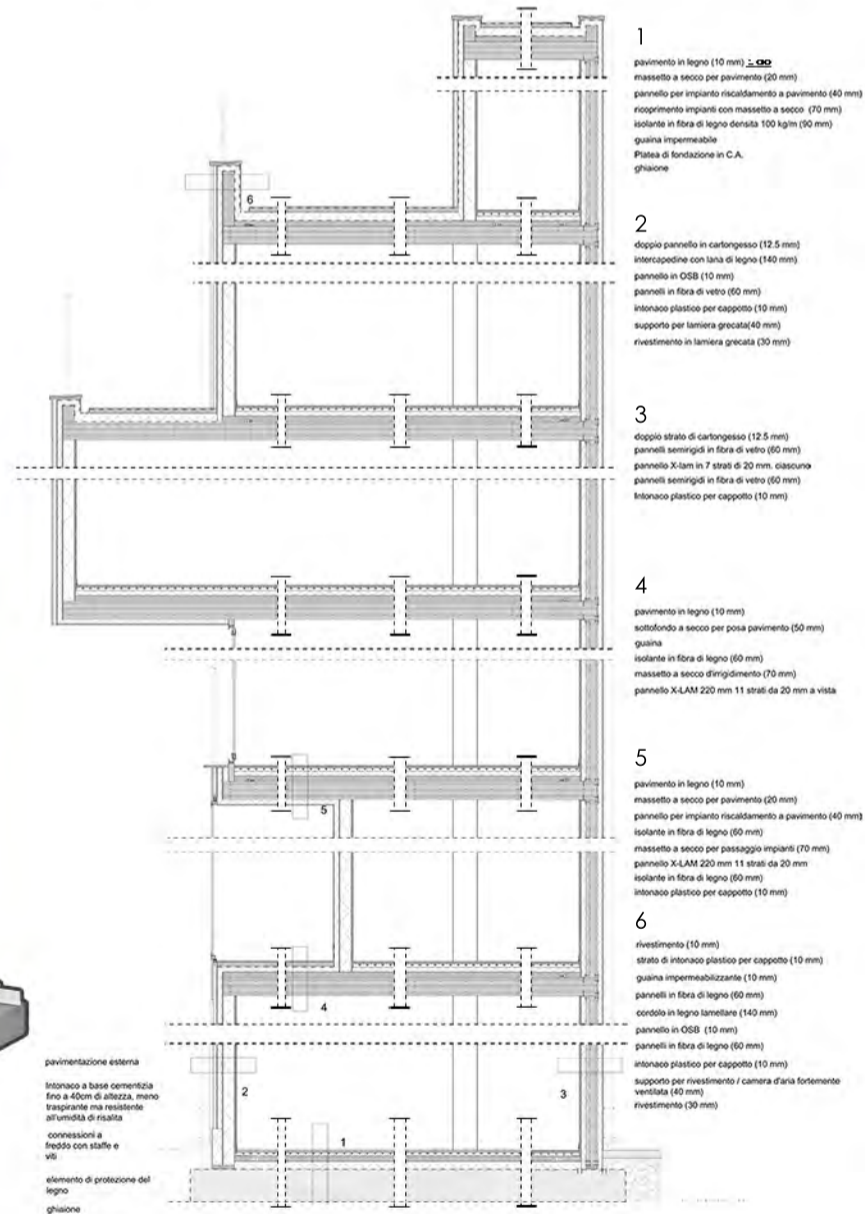 1
pavimento in legno (10 mm)
massetto a secco per pavimento (20 mm)
pannello per impianto riscaldamento a pavimento (40 mm)
ricoprimento impianti con massetto a secco (70 mm)
isolante in fibra di legno densita 100 kg/m (90 mm)
guaina impermeabile
Platea di fondazione in C.A.
ghiaione
2
doppio pannello in cartongesso (12.5 mm)
intercapedine con lana di legno (140 mm)
pannello in OSB (10 mm)
pannelli in fibra di vetro (60 mm)
intonaco plastico per cappotto (10 mm)
supporto per lamiera grecata(40 mm)
rivestimento in lamiera grecata (30 mm)
3
doppio strato di cartongesso (12.5 mm)
pannelli semirigidi in fibra di vetro (60 mm)
pannello X-lam in 7 strati di 20 mm. ciascuno
pannelli semirigidi in fibra di vetro (60 mm)
Intonaco plastico per cappotto (10 mm)
4
pavimento in legno (10 mm)
sottofondo a secco per posa pavimento (50 mm)
guaina
isolante in fibra di legno (60 mm)
massetto a secco d'irrigidimento (70 mm)
pannello X-LAM 220 mm 11 strati da 20 mm a vista
5
pavimento in legno (10 mm)
massetto a secco per pavimento (20 mm)
pannello per impianto riscaldamento a pavimento (40 mm)
isolante in fibra di legno (60 mm)
massetto a secco per passaggio impianti (70 mm)
pannello X-LAM 220 mm 11 strati da 20 mm
isolante in fibra di legno (60 mm)
intonaco plastico per cappotto (10 mm)
6
rivestimento (10 mm)
strato di intonaco plastico per cappotto (10 mm)
guaina impermeabilizzante (10 mm)
pannelli in fibra di legno (60 mm)
cordolo in legno lamellare (140 mm)
pannello in OSB (10 mm)
pannelli in fibra di legno (60 mm)
intonaco plastico per cappotto (10 mm)
supporto per rivestimento / camera d'aria fortemente
ventilata (40 mm)
rivestimento (30 mm)
6
5
4
2
3
1
pavimentazione esterna
Intonaco a base cementizia
fino a 40cm di altezza, meno
traspirante ma resistente
all'umidità di risalita
connessioni a
freddo con staffe e
viti
elemento di protezione del
legno
ghiaione